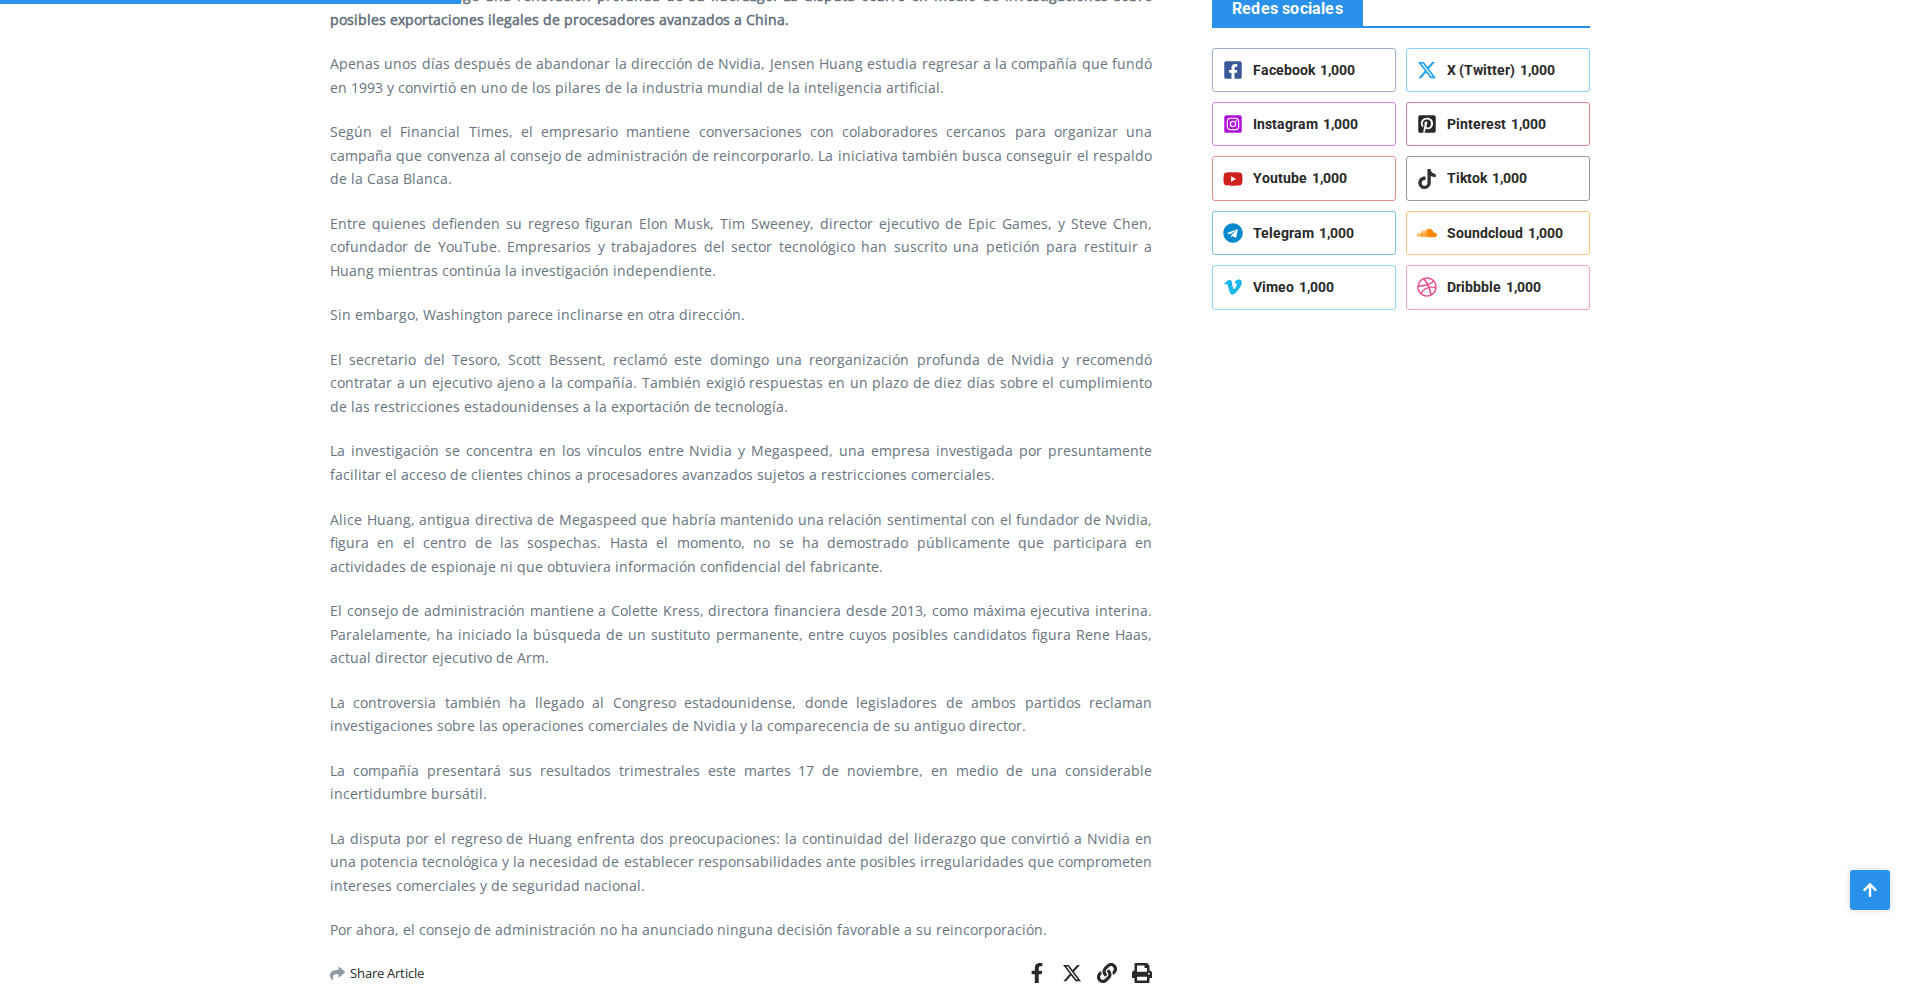 posibles exportaciones ilegales de procesadores avanzados a China.
Apenas unos días después de abandonar la dirección de Nvidia, Jensen Huang estudia regresar a la compañía que fundó
en 1993 y convirtió en uno de los pilares de la industria mundial de la inteligencia artificial.
Según el Financial Times, el empresario mantiene conversaciones con colaboradores cercanos para organizar una
campaña que convenza al consejo de administración de reincorporarlo. La iniciativa también busca conseguir el respaldo
de la Casa Blanca.
Entre quienes defienden su regreso figuran Elon Musk, Tim Sweeney, director ejecutivo de Epic Games, y Steve Chen,
cofundador de YouTube. Empresarios y trabajadores del sector tecnológico han suscrito una petición para restituir a
Huang mientras continúa la investigación independiente.
Sin embargo, Washington parece inclinarse en otra dirección.
El secretario del Tesoro, Scott Bessent, reclamó este domingo una reorganización profunda de Nvidia y recomendó
contratar a un ejecutivo ajeno a la compañía. También exigió respuestas en un plazo de diez días sobre el cumplimiento
de las restricciones estadounidenses a la exportación de tecnología.
La investigación se concentra en los vínculos entre Nvidia y Megaspeed, una empresa investigada por presuntamente
facilitar el acceso de clientes chinos a procesadores avanzados sujetos a restricciones comerciales.
Alice Huang, antigua directiva de Megaspeed que habría mantenido una relación sentimental con el fundador de Nvidia,
figura en el centro de las sospechas. Hasta el momento, no se ha demostrado públicamente que participara en
actividades de espionaje ni que obtuviera información confidencial del fabricante.
El consejo de administración mantiene a Colette Kress, directora financiera desde 2013, como máxima ejecutiva interina.
Paralelamente, ha iniciado la búsqueda de un sustituto permanente, entre cuyos posibles candidatos figura Rene Haas,
actual director ejecutivo de Arm.
La controversia también ha llegado al Congreso estadounidense, donde legisladores de ambos partidos reclaman
investigaciones sobre las operaciones comerciales de Nvidia y la comparecencia de su antiguo director.
La compañía presentará sus resultados trimestrales este martes 17 de noviembre, en medio de una considerable
incertidumbre bursátil.
La disputa por el regreso de Huang enfrenta dos preocupaciones: la continuidad del liderazgo que convirtió a Nvidia en
una potencia tecnológica y la necesidad de establecer responsabilidades ante posibles irregularidades que comprometen
intereses comerciales y de seguridad nacional.
Por ahora, el consejo de administración no ha anunciado ninguna decisión favorable a su reincorporación.
Share Article
Redes sociales
Facebook 1,000
X (Twitter) 1,000
Instagram 1,000
Pinterest 1,000
Youtube 1,000
Tiktok 1,000
Telegram 1,000
Soundcloud 1,000
Vimeo 1,000
Dribbble 1,000